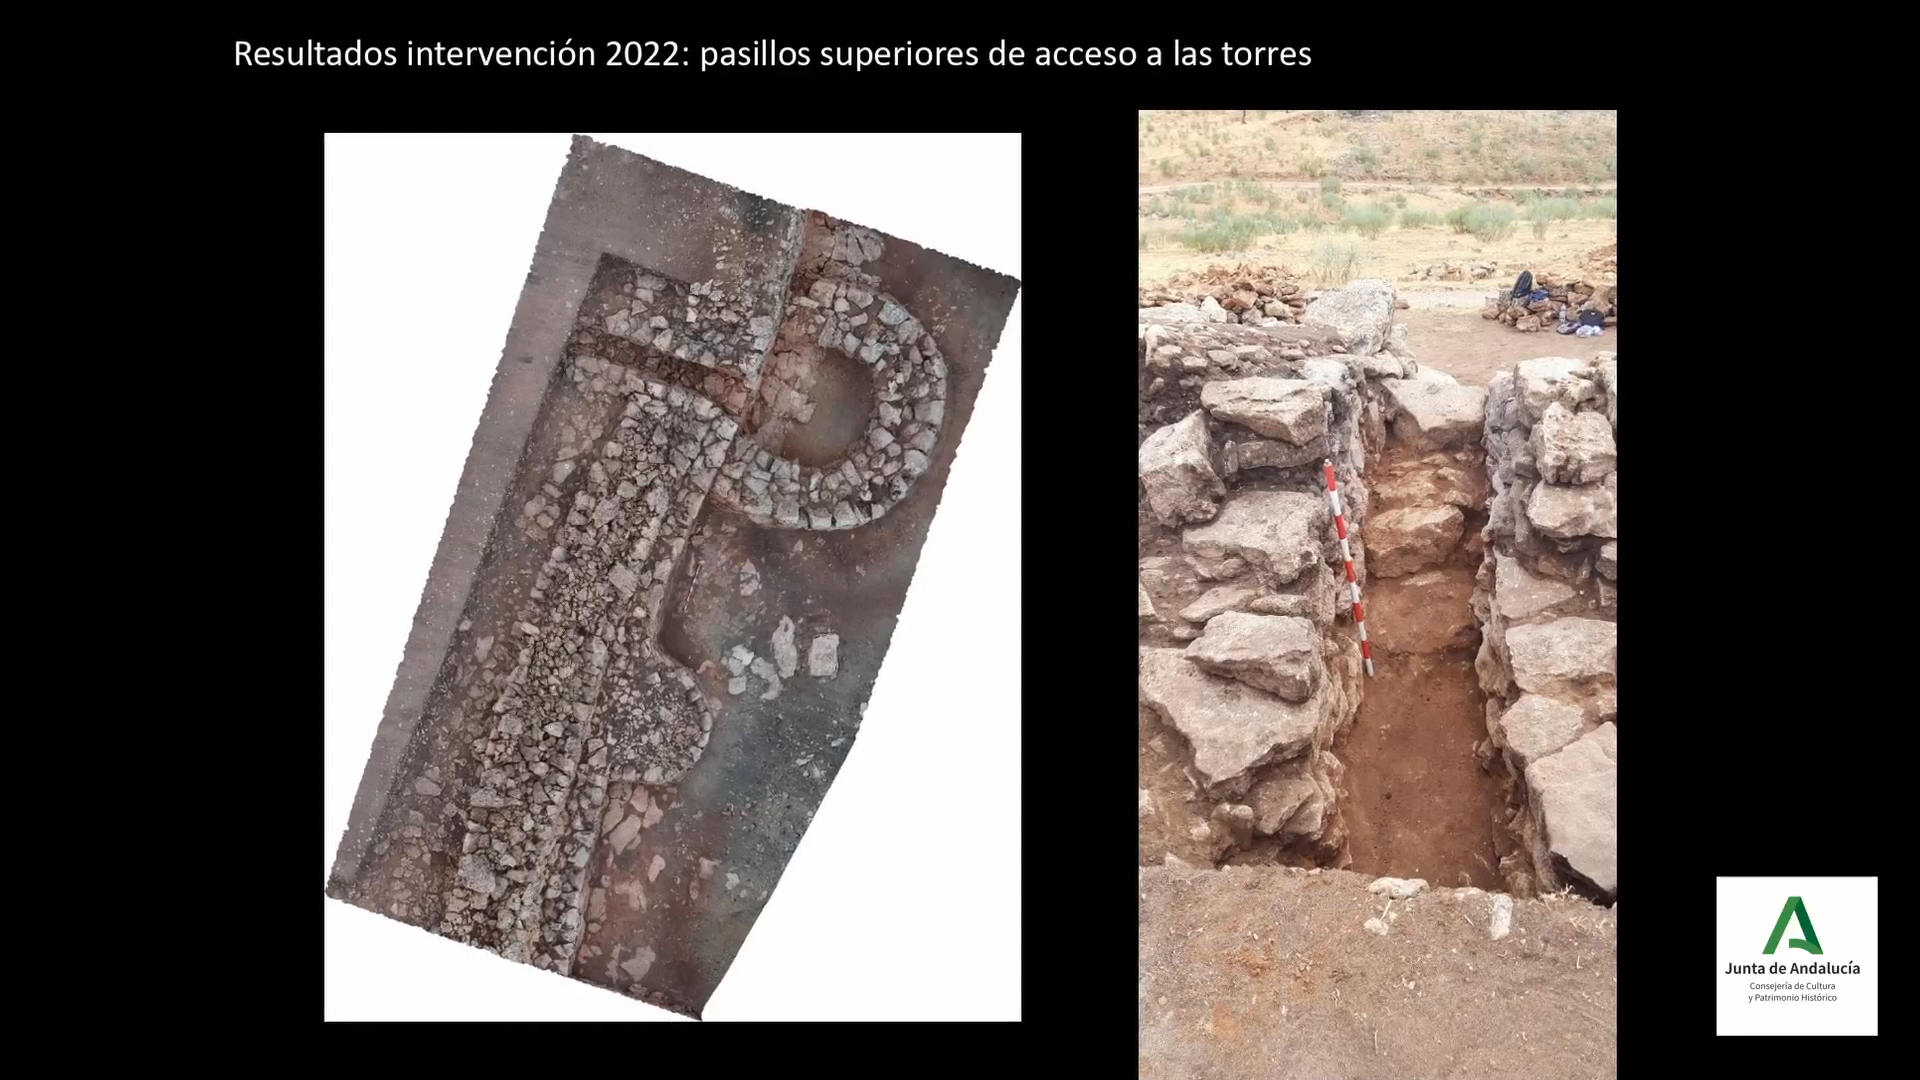 Resultados intervención 2022: pasillos superiores de acceso a las torres
Junta de Andalucía
Consejería de Cultura
y Patrimonio Histórico